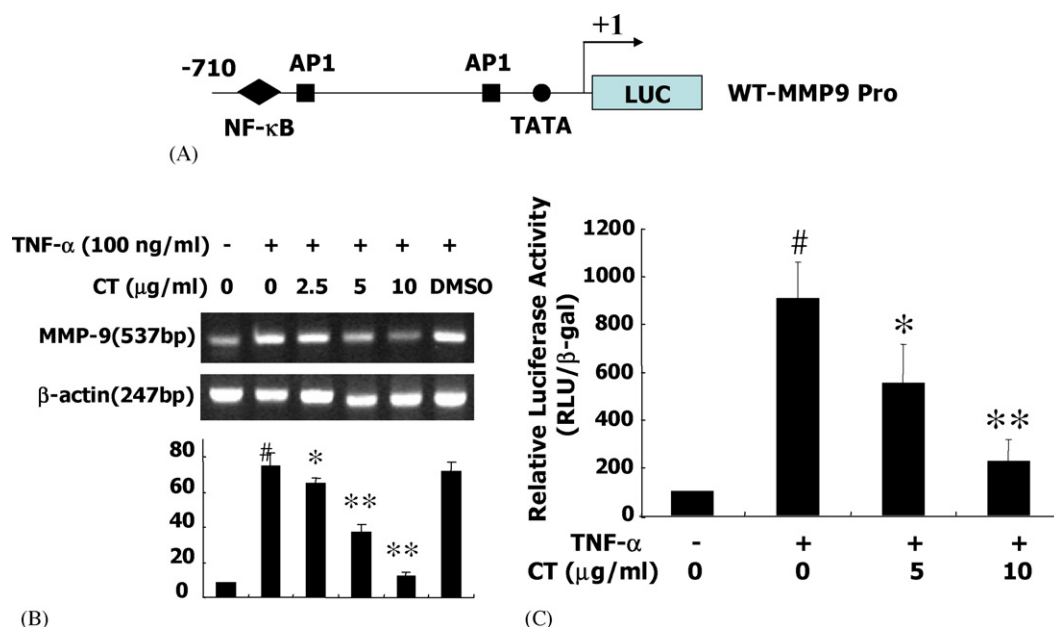 +1
-710
AP1
AP1
LUC
WT-MMP9 Pro
NF-κB
TATA
(A)
TNF-α (100 ng/ml) - + + + + +
CT (μg/ml) 0 0 2.5 5 10 DMSO
MMP-9(537bp)
β-actin(247bp)
80
60
40
20
0
# * ** **
(B)
Relative Luciferase Activity
(RLU/β-gal)
1200
1000
800
600
400
200
0
# * **
TNF-α - + + +
CT (μg/ml) 0 0 5 10
(C)